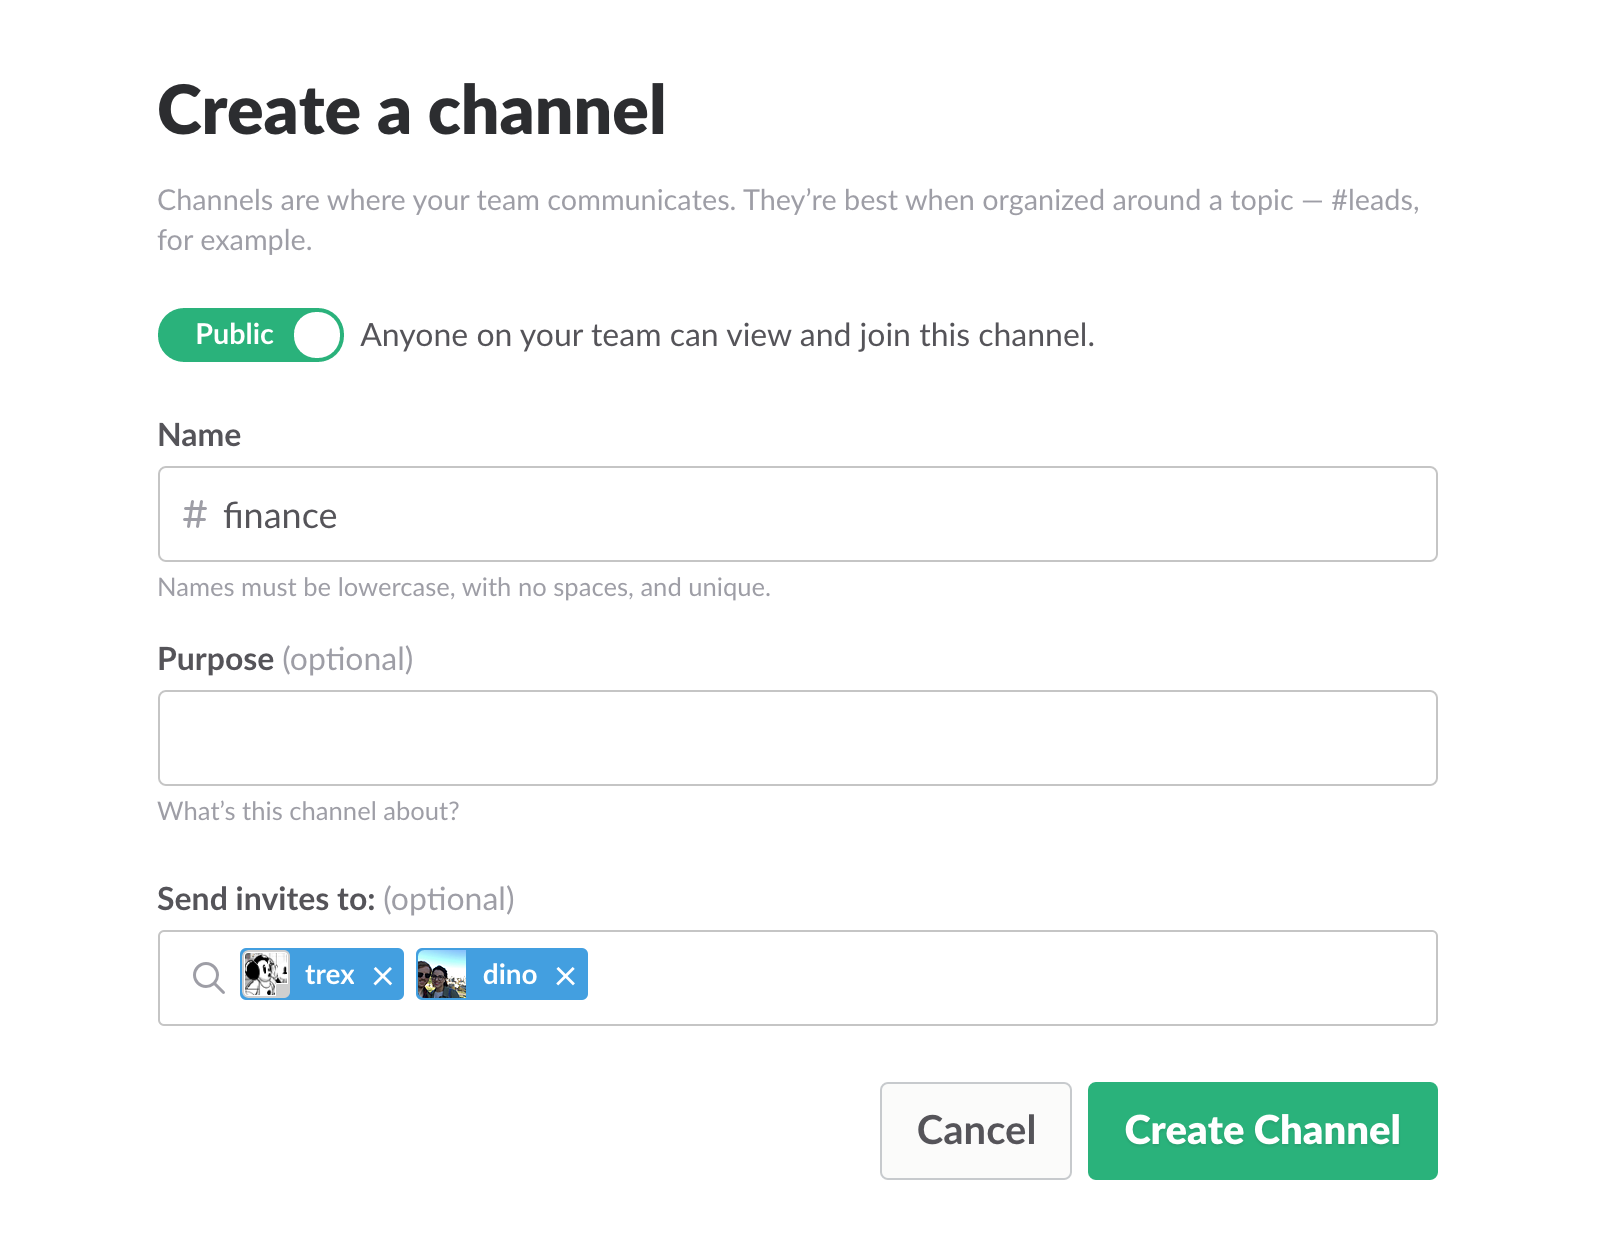 Create a channel
Channels are where your team communicates. They’re best when organized around a topic — #leads,
for example.
Public Anyone on your team can view and join this channel.
Name
# finance
Names must be lowercase, with no spaces, and unique.
Purpose (optional)
What’s this channel about?
Send invites to: (optional)
trex dino
Cancel Create Channel